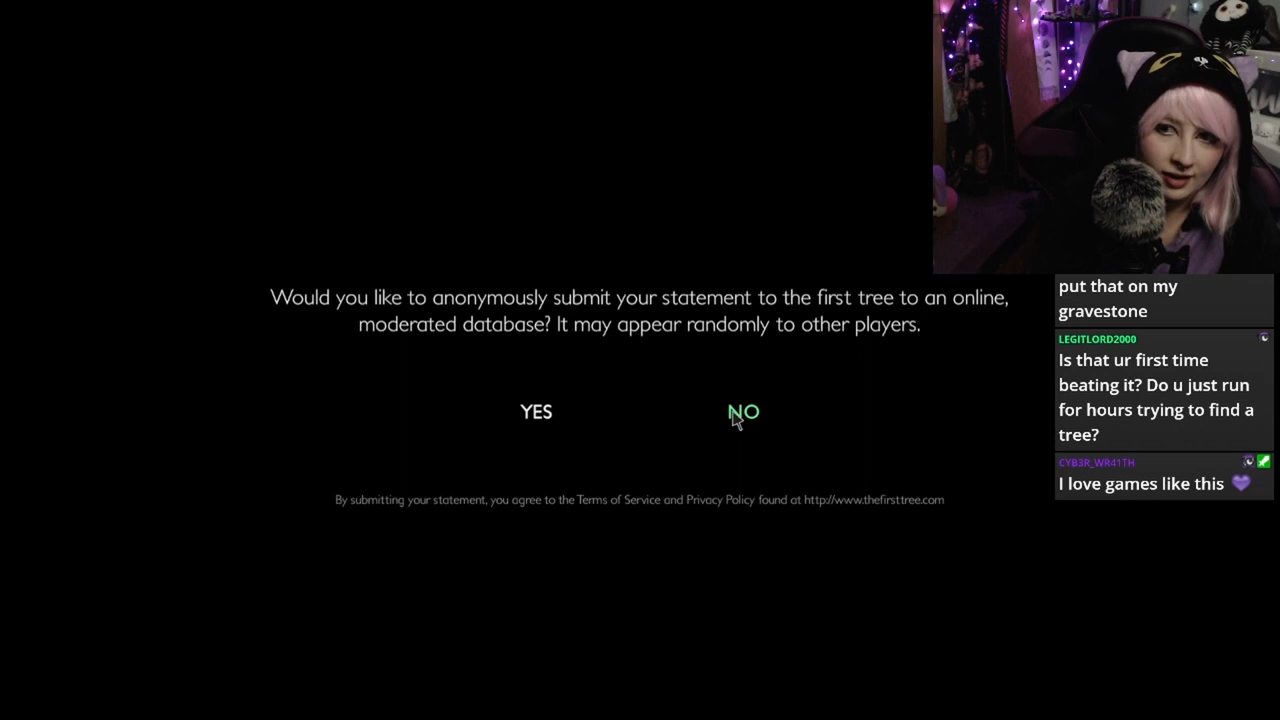 Would you like to anonymously submit your statement to the first tree to an online,
moderated database? It may appear randomly to other players.
YES
NO
By submitting your statement, you agree to the Terms of Service and Privacy Policy found at http://www.thefirsttree.com
put that on my
gravestone
LEGITLORD2000
Is that ur first time
beating it? Do u just run
for hours trying to find a
tree?
CYB3R_WR41TH
I love games like this 💜